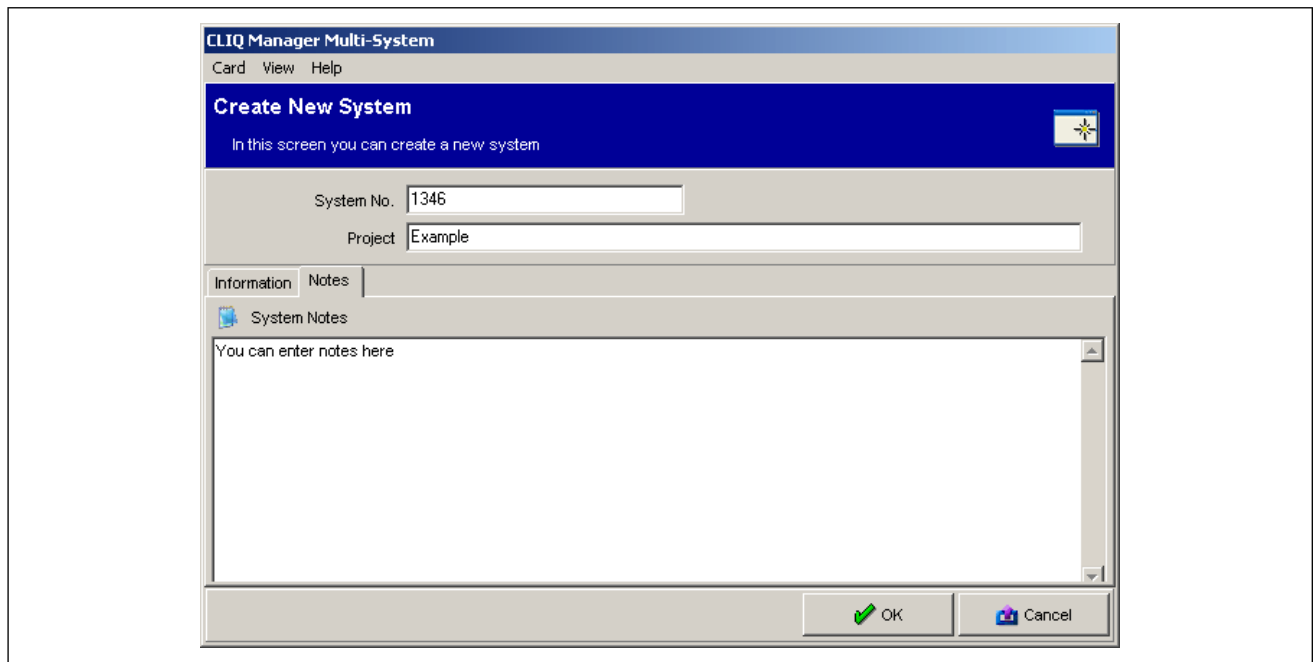 CLIQ Manager Multi-System
Card View Help
Create New System
In this screen you can create a new system
System No. 1346
Project Example
Information Notes
System Notes
You can enter notes here
OK Cancel